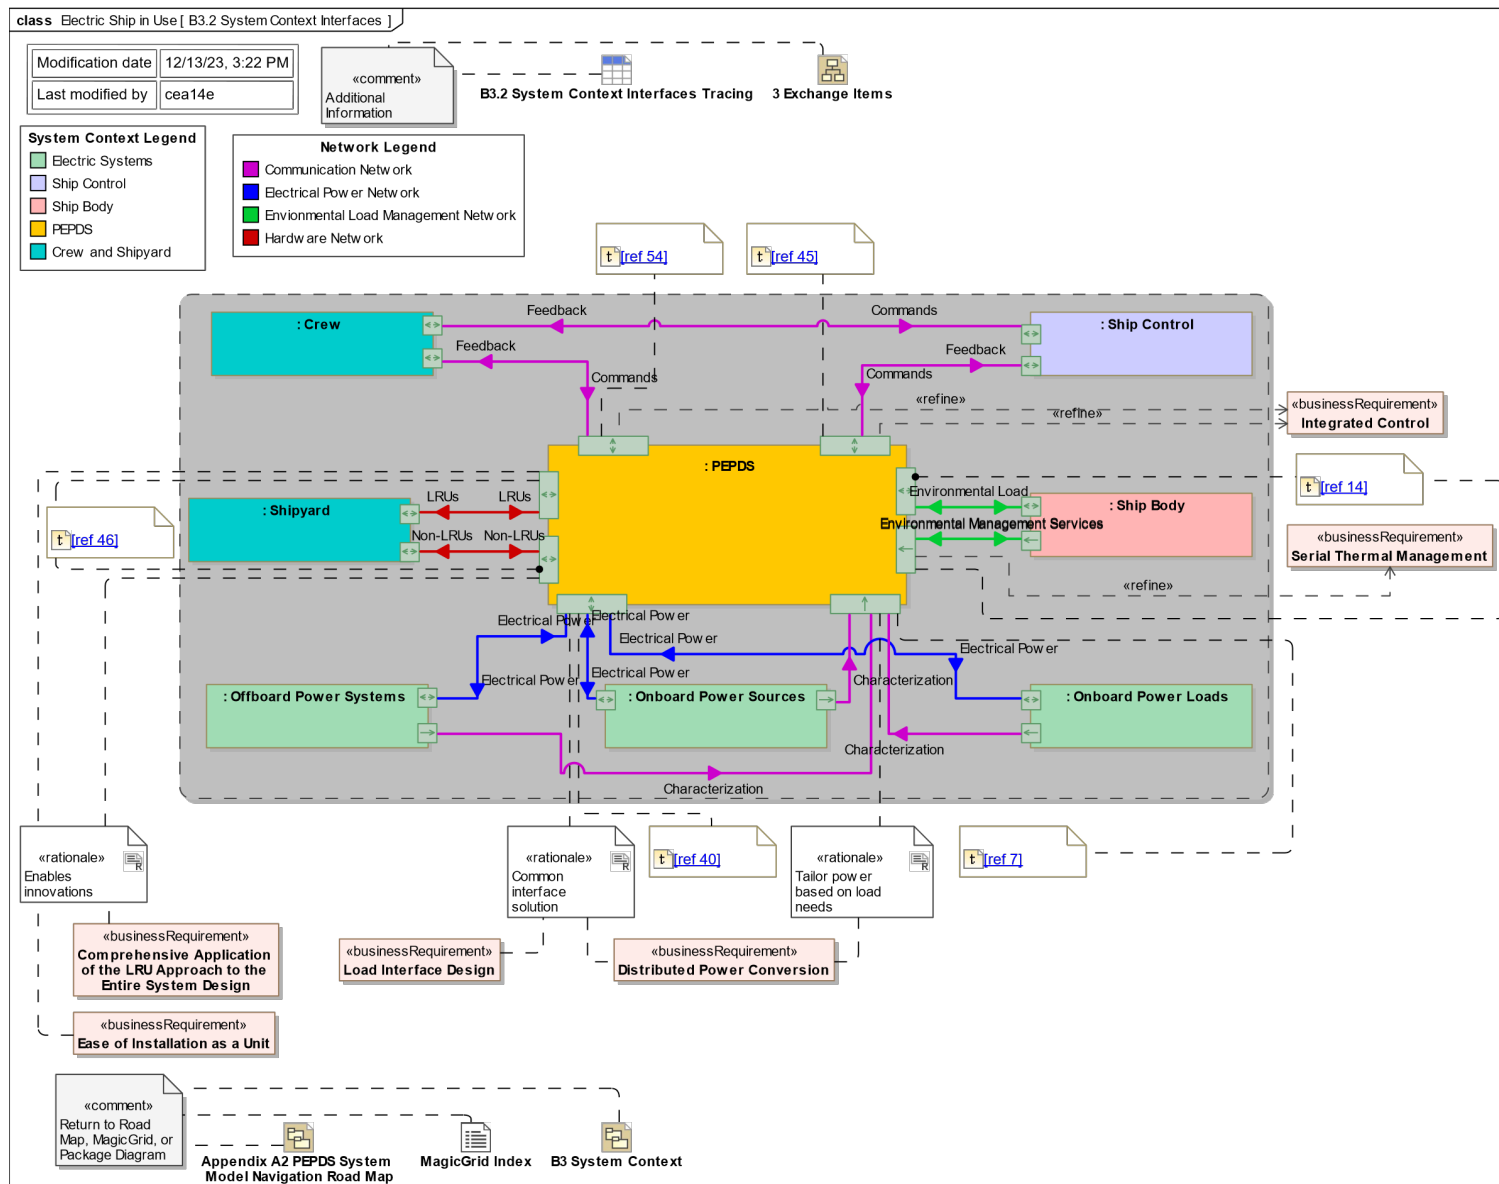 class Electric Ship in Use [ B3.2 System Context Interfaces ]
Modification date 12/13/23, 3:22 PM
Last modified by cea14e
«comment»
Additional
Information
B3.2 System Context Interfaces Tracing
3 Exchange Items
System Context Legend
Electric Systems
Ship Control
Ship Body
PEPDS
Crew and Shipyard
Network Legend
Communication Network
Electrical Power Network
Envionmental Load Management Network
Hardware Network
t [ref 54]
t [ref 45]
: Crew
Feedback
Commands
: Ship Control
Feedback
Commands
Commands
Feedback
«refine»
«refine»
«businessRequirement»
Integrated Control
: PEPDS
t [ref 14]
: Shipyard
LRUs
LRUs
Non-LRUs
Non-LRUs
Environmental Load
Environmental Management Services
: Ship Body
t [ref 46]
«businessRequirement»
Serial Thermal Management
«refine»
Electrical Power
Electrical Power
Electrical Power
Electrical Power
Electrical Power
Electrical Power
: Offboard Power Systems
: Onboard Power Sources
: Onboard Power Loads
Characterization
Characterization
Characterization
«rationale»
Enables
innovations
R
«rationale»
Common
interface
solution
R
t [ref 40]
«rationale»
Tailor power
based on load
needs
R
t [ref 7]
«businessRequirement»
Comprehensive Application
of the LRU Approach to the
Entire System Design
«businessRequirement»
Load Interface Design
«businessRequirement»
Distributed Power Conversion
«businessRequirement»
Ease of Installation as a Unit
«comment»
Return to Road
Map, MagicGrid, or
Package Diagram
Appendix A2 PEPDS System
Model Navigation Road Map
MagicGrid Index
B3 System Context